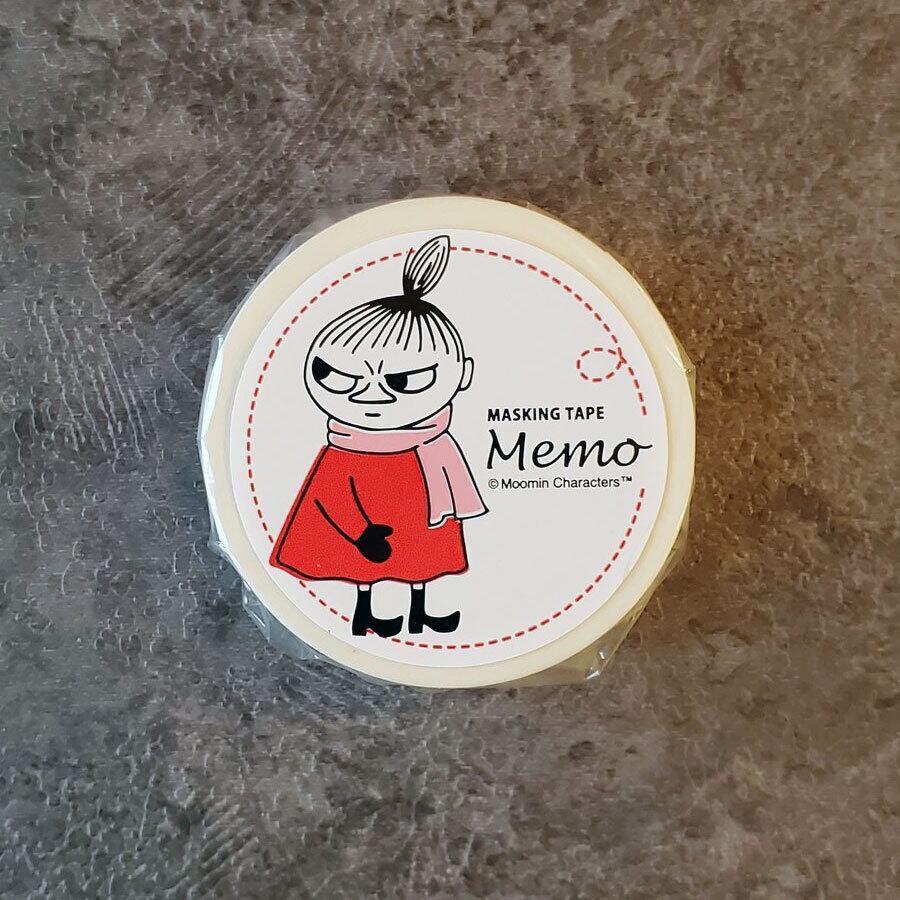 MASKING TAPE
Memo
© Moomin Characters™